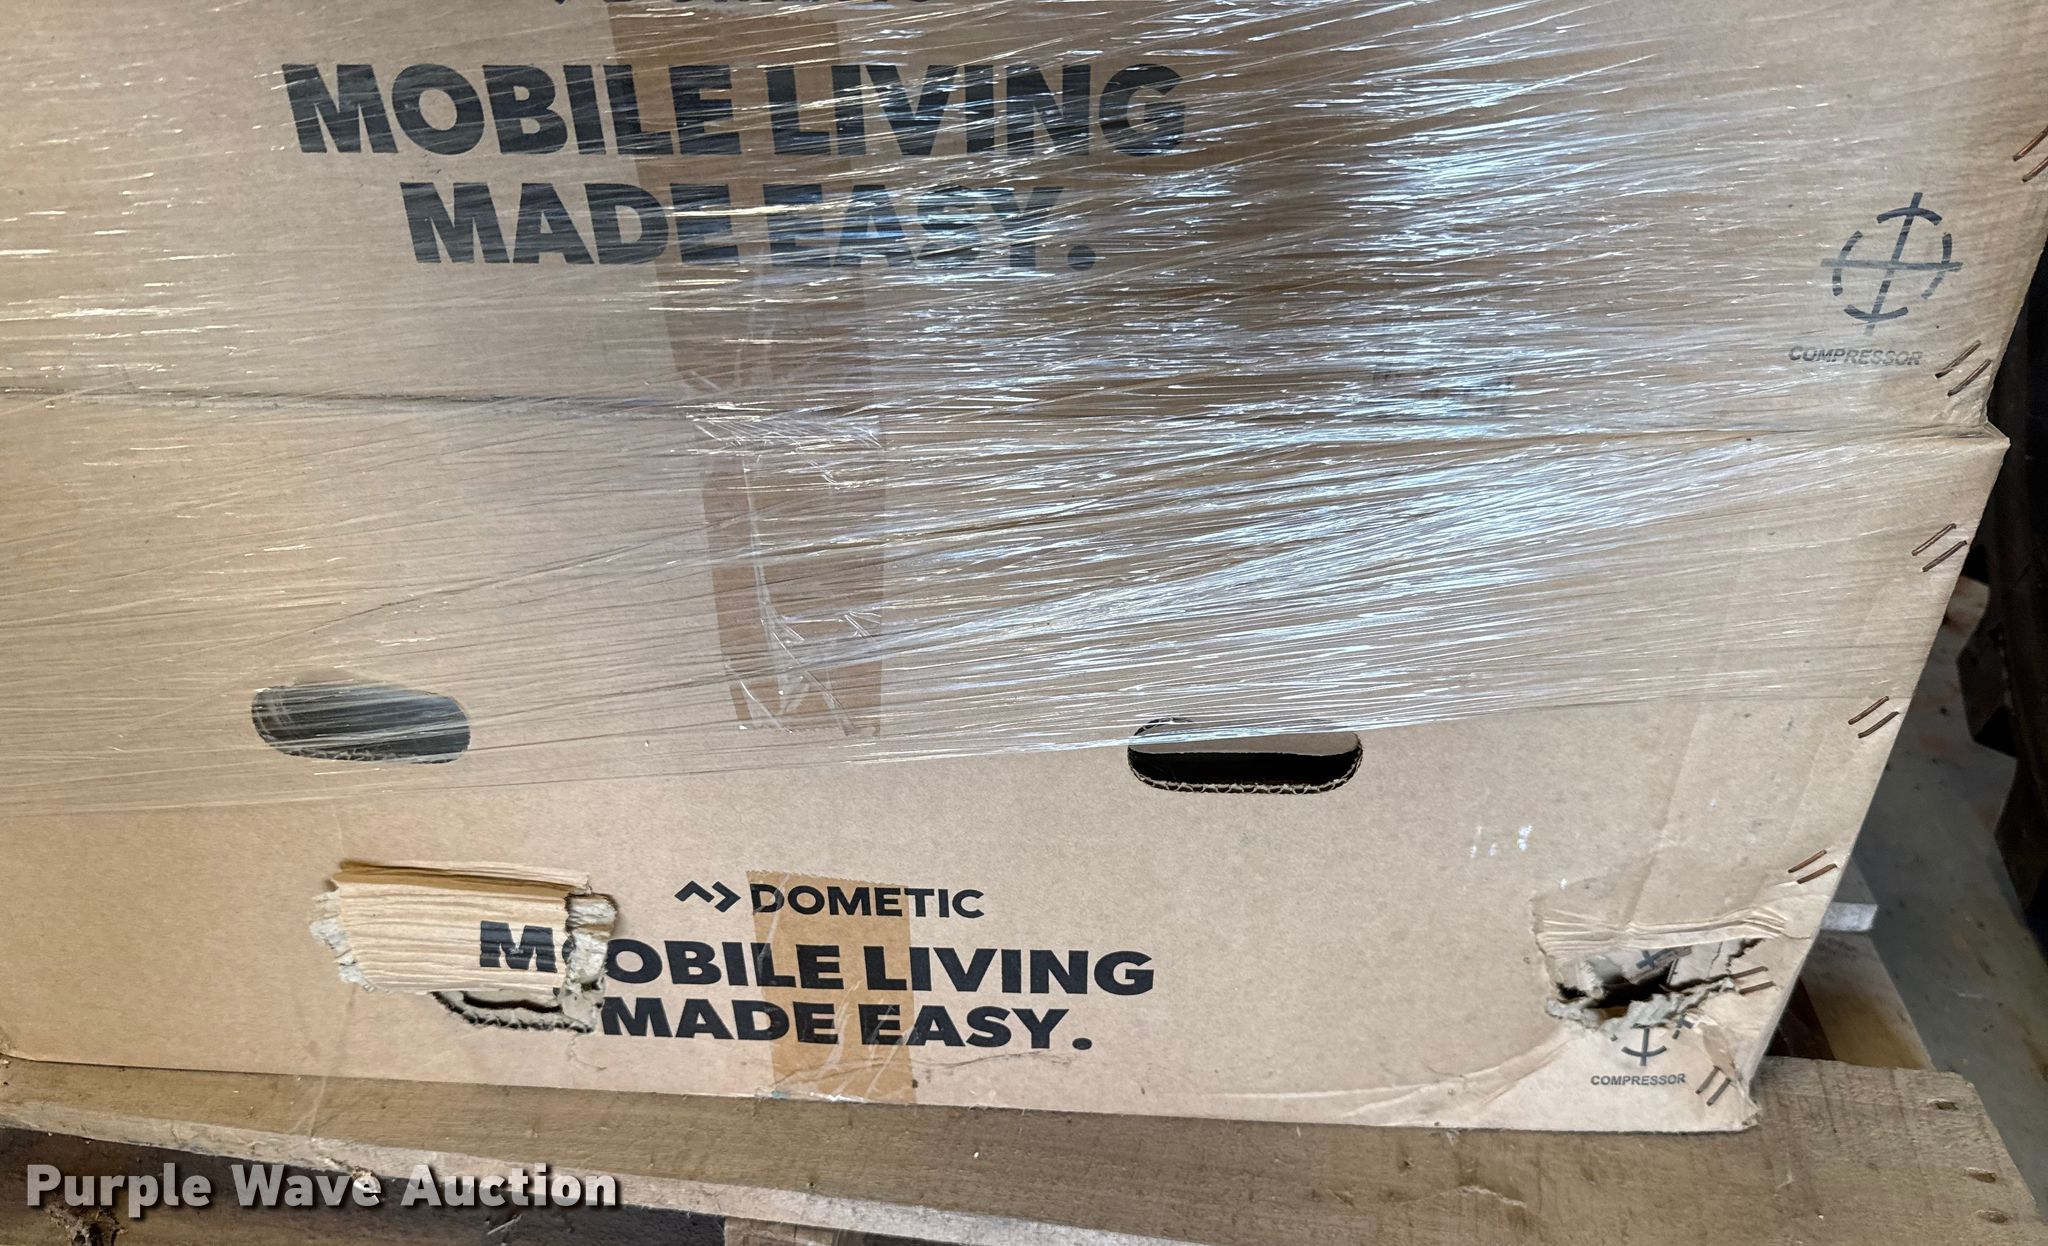 MOBILE LIVING
MADE EASY.
COMPRESSOR
DOMETIC
MOBILE LIVING
MADE EASY.
COMPRESSOR
Purple Wave Auction